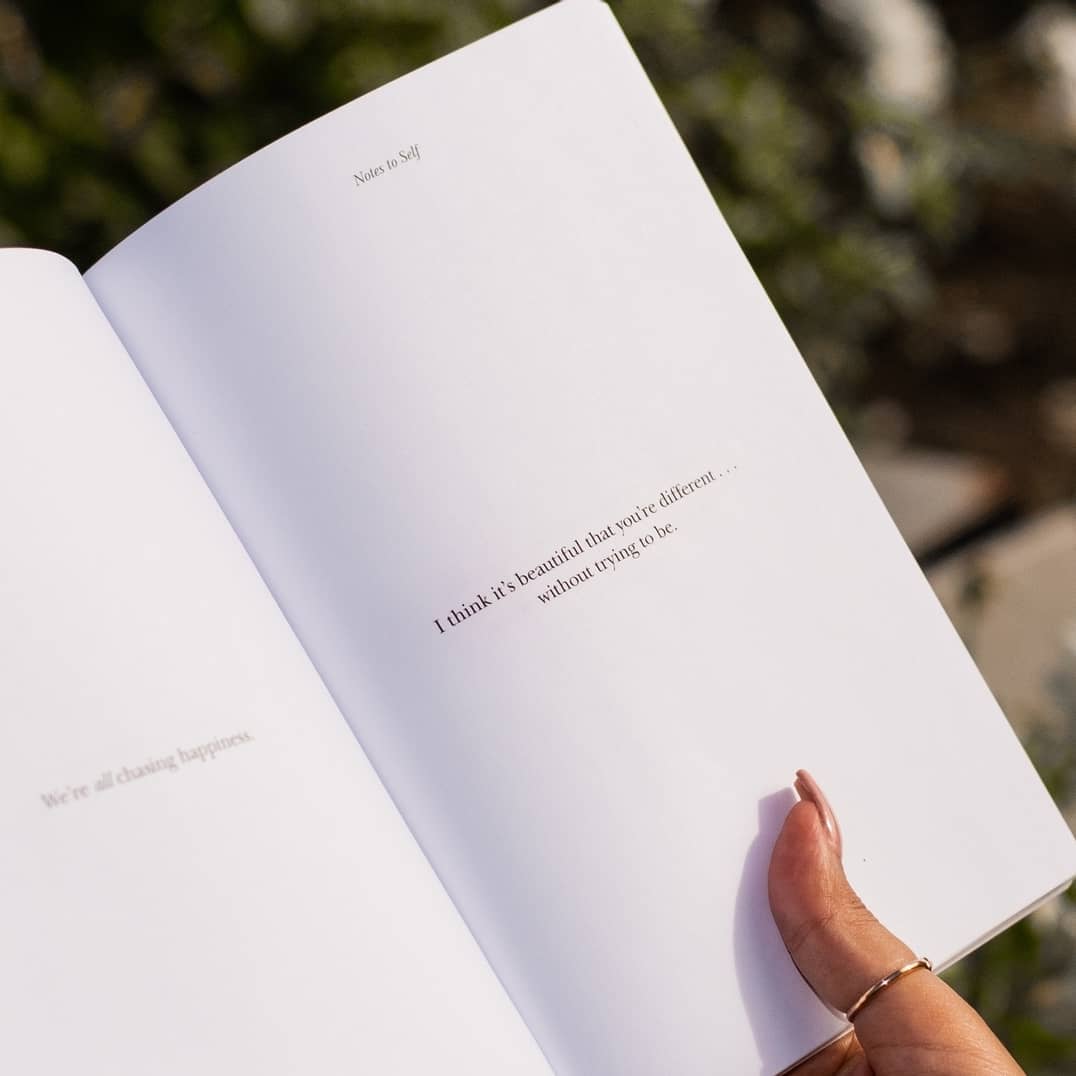 We're all chasing happiness.
Notes to Self
I think it's beautiful that you're different . . .
without trying to be.